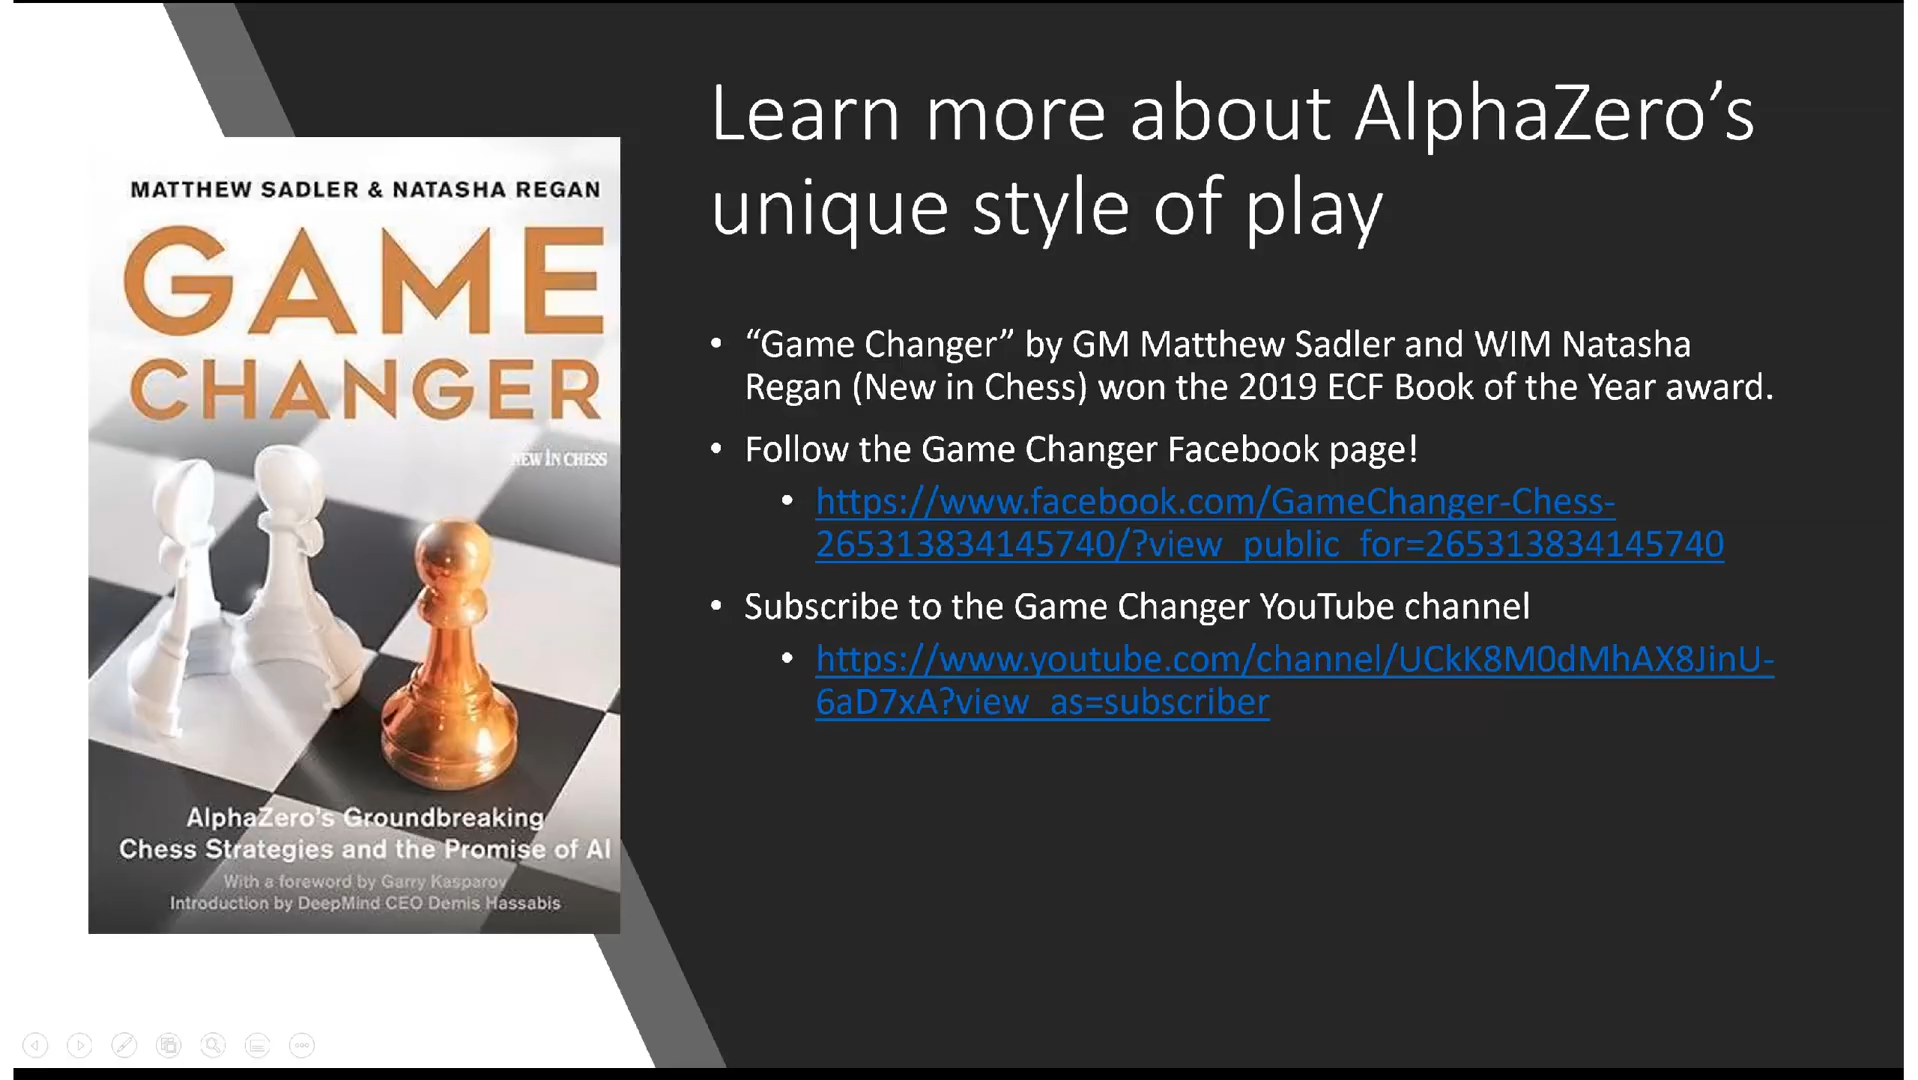 MATTHEW SADLER & NATASHA REGAN
GAME
CHANGER
NEW IN CHESS
AlphaZero's Groundbreaking
Chess Strategies and the Promise of AI
With a foreword by Garry Kasparov
Introduction by DeepMind CEO Demis Hassabis
Learn more about AlphaZero’s
unique style of play
• “Game Changer” by GM Matthew Sadler and WIM Natasha
Regan (New in Chess) won the 2019 ECF Book of the Year award.
• Follow the Game Changer Facebook page!
• https://www.facebook.com/GameChanger-Chess-
265313834145740/?view_public_for=265313834145740
• Subscribe to the Game Changer YouTube channel
• https://www.youtube.com/channel/UCkK8M0dMhAX8JinU-
6aD7xA?view_as=subscriber